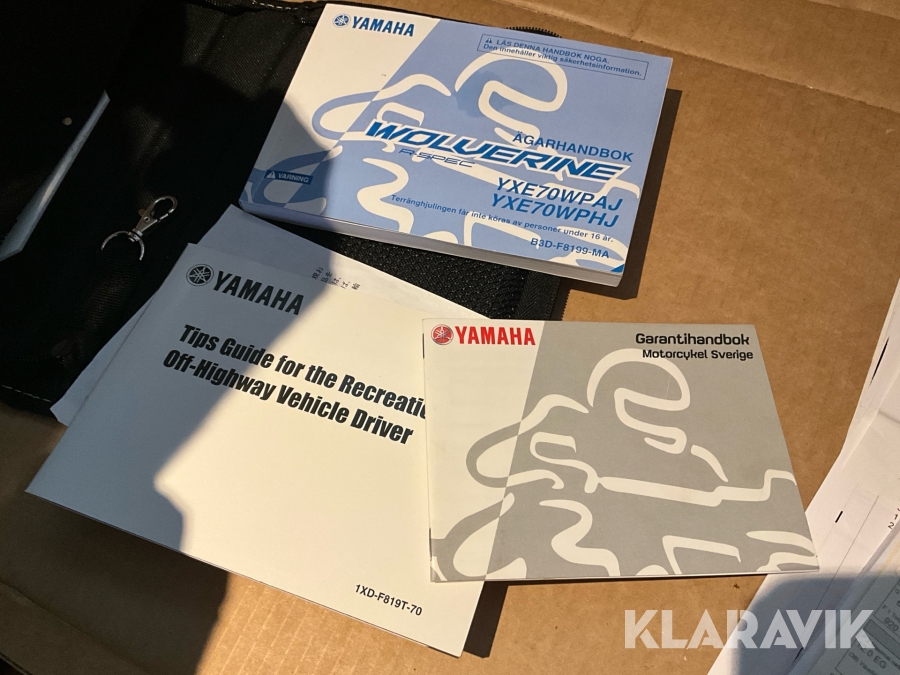 YAMAHA
⚠ LÄS DENNA HANDBOK NOGA.
Den innehåller viktig säkerhetsinformation.
ÄGARHANDBOK
WOLVERINE
R-SPEC
⚠ VARNING
YXE70WPAJ
YXE70WPHJ
Terränghjulingen får inte köras av personer under 16 år.
B3D-F8199-MA
YAMAHA
Tips Guide for the
Off-Highway Vehicle Driver
1XD-F819T-70
YAMAHA
Garantihandbok
Motorcykel Sverige
KLARAVIK